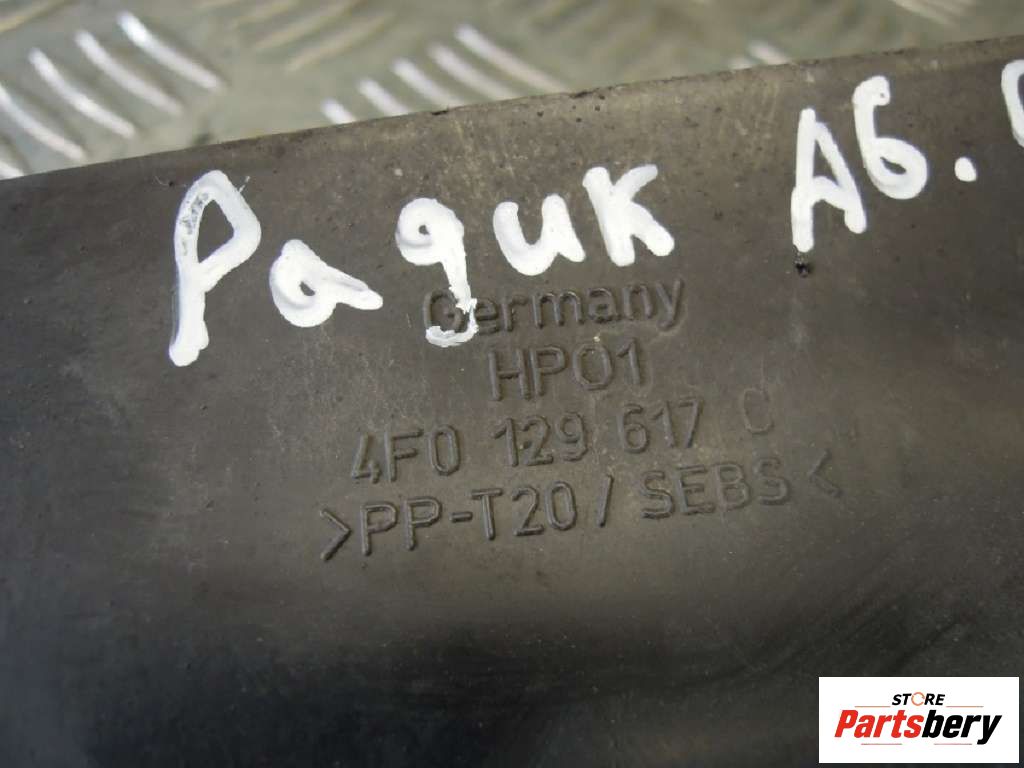 Радик А6.
Germany
HP01
4F0 129 617 C
>PP-T20 / SEBS<
STORE
Partsbery